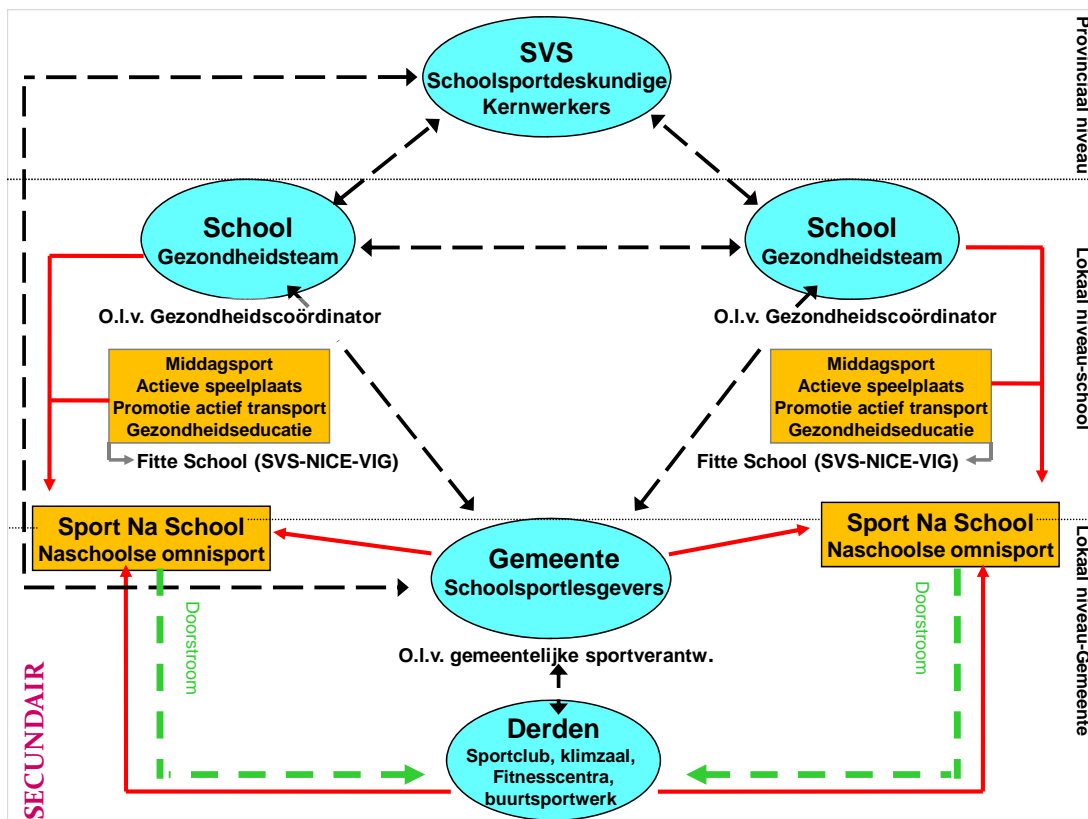 SVS
Schoolsportdeskundige
Kernwerkers
Provinciaal niveau
School
Gezondheidsteam
School
Gezondheidsteam
O.l.v. Gezondheidscoördinator
O.l.v. Gezondheidscoördinator
Lokaal niveau-school
Middagsport
Actieve speelplaats
Promotie actief transport
Gezondheidseducatie
Middagsport
Actieve speelplaats
Promotie actief transport
Gezondheidseducatie
Fitte School (SVS-NICE-VIG)
Fitte School (SVS-NICE-VIG)
Sport Na School
Naschoolse omnisport
Gemeente
Schoolsportlesgevers
Sport Na School
Naschoolse omnisport
Lokaal niveau-Gemeente
Doorstroom
Doorstroom
O.l.v. gemeentelijke sportverantw.
Derden
Sportclub, klimzaal,
Fitnesscentra,
buurtsportwerk
SECUNDAIR